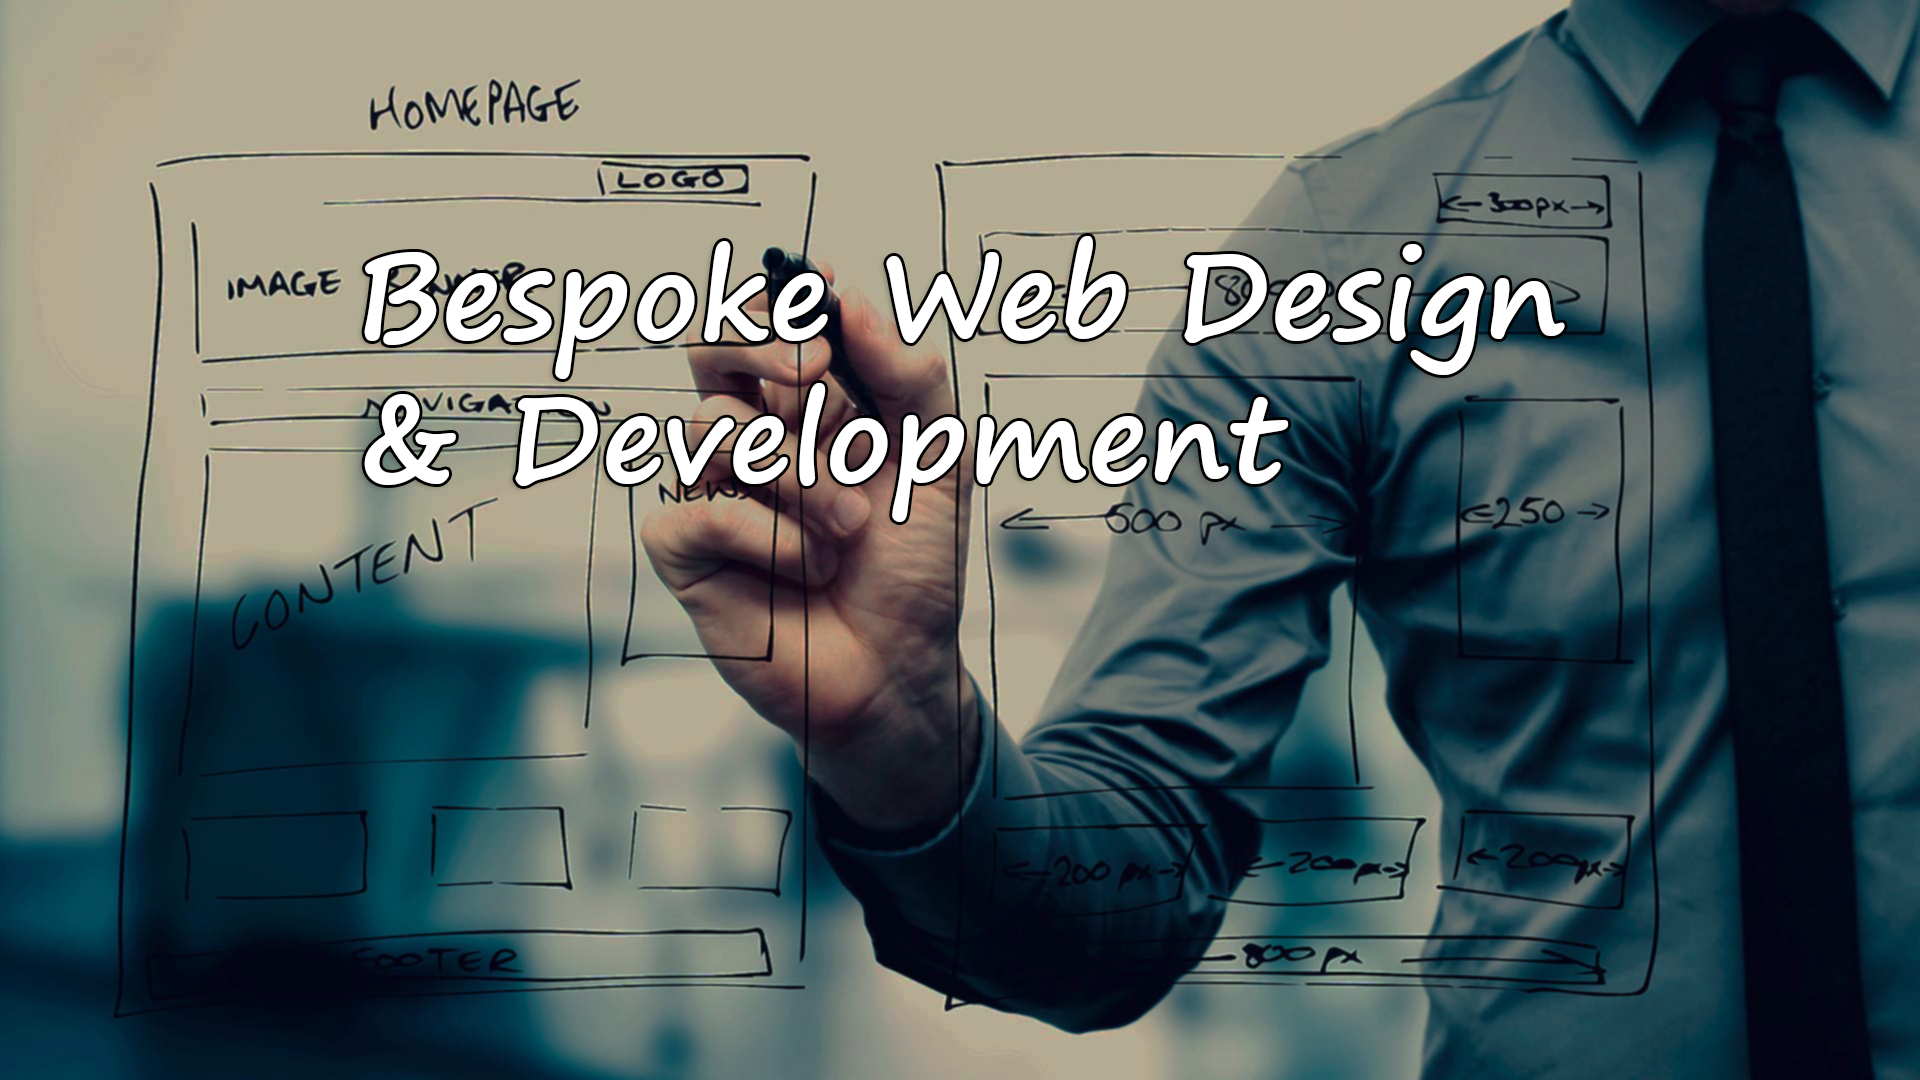 HOMEPAGE
LOGO
300px
IMAGE
Bespoke Web Design
& Development
NEWS
CONTENT
500 px
250
200 px
200px
200px
FOOTER
800 px